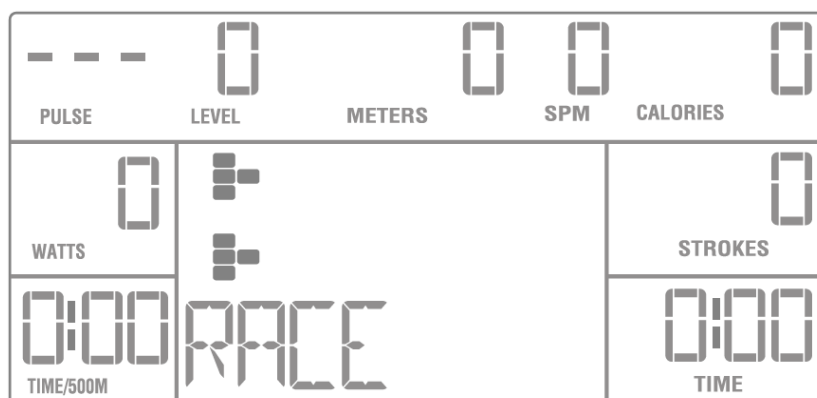 --- 0 0 0 0
PULSE LEVEL METERS SPM CALORIES
0 0
WATTS STROKES
0:00 RACE 0:00
TIME/500M TIME